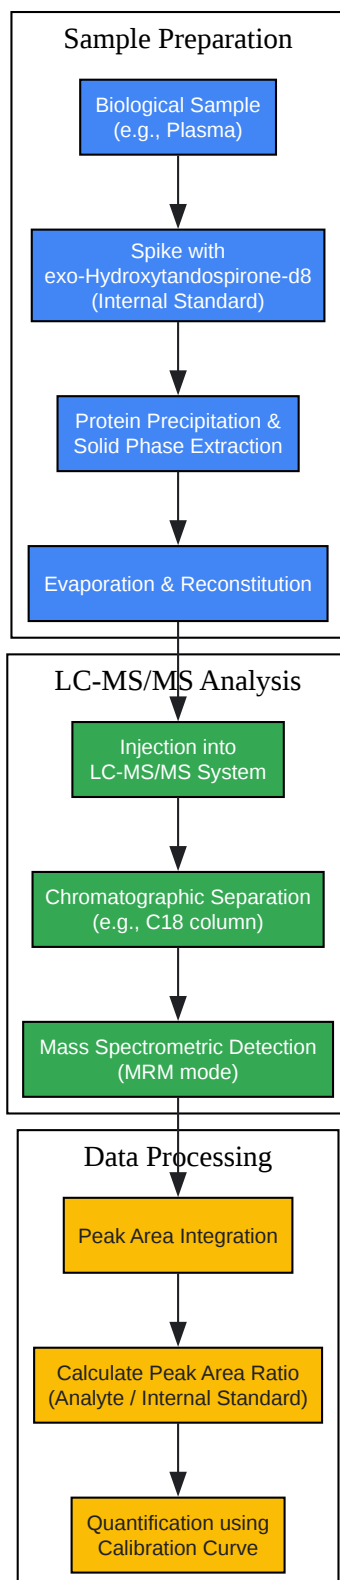 Sample Preparation
Biological Sample
(e.g., Plasma)
Spike with
exo-Hydroxytandospirone-d8
(Internal Standard)
Protein Precipitation &
Solid Phase Extraction
Evaporation & Reconstitution
LC-MS/MS Analysis
Injection into
LC-MS/MS System
Chromatographic Separation
(e.g., C18 column)
Mass Spectrometric Detection
(MRM mode)
Data Processing
Peak Area Integration
Calculate Peak Area Ratio
(Analyte / Internal Standard)
Quantification using
Calibration Curve